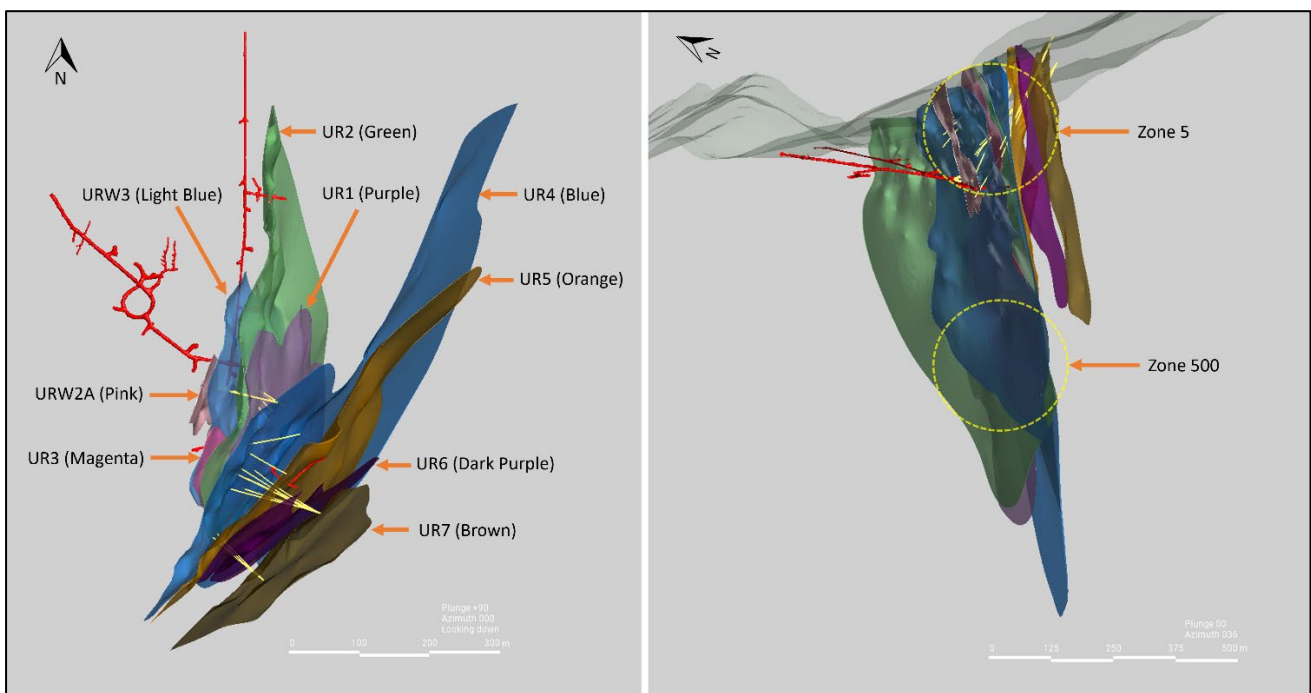 N
UR2 (Green)
URW3 (Light Blue)
UR1 (Purple)
UR4 (Blue)
UR5 (Orange)
URW2A (Pink)
UR3 (Magenta)
UR6 (Dark Purple)
UR7 (Brown)
Plunge +90
Azimuth 000
Looking down
0 100 200 300 m
N
Zone 5
Zone 500
Plunge 00
Azimuth 036
0 125 250 375 500 m